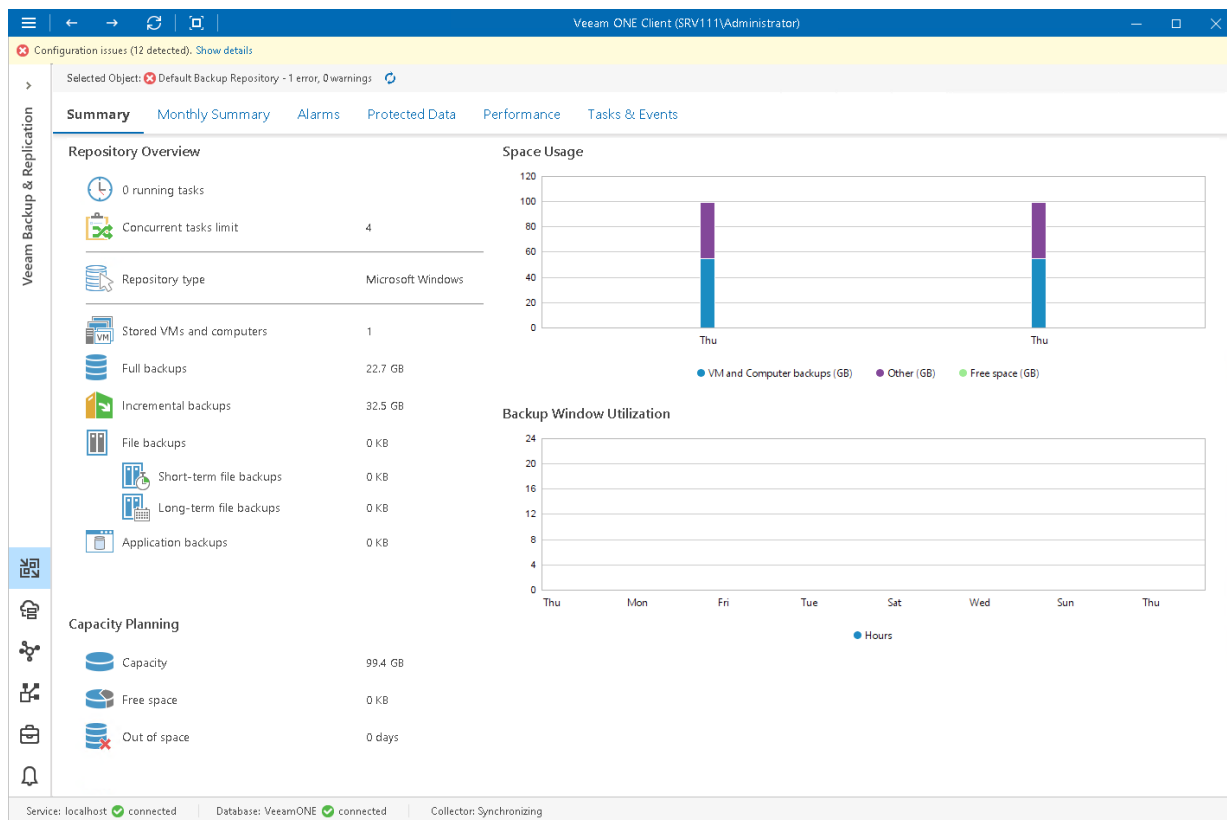 Veeam ONE Client (SRV111\Administrator)
Configuration issues (12 detected). Show details
Veeam Backup & Replication
Selected Object: Default Backup Repository - 1 error, 0 warnings
Summary Monthly Summary Alarms Protected Data Performance Tasks & Events
Repository Overview
0 running tasks
Concurrent tasks limit 4
Repository type Microsoft Windows
VM
Stored VMs and computers 1
Full backups 22.7 GB
Incremental backups 32.5 GB
File backups 0 KB
Short-term file backups 0 KB
Long-term file backups 0 KB
Application backups 0 KB
Capacity Planning
Capacity 99.4 GB
Free space 0 KB
Out of space 0 days
Space Usage
120
100
80
60
40
20
0
Thu Thu
VM and Computer backups (GB) Other (GB) Free space (GB)
Backup Window Utilization
24
20
16
12
8
4
0
Thu Mon Fri Tue Sat Wed Sun Thu
Hours
Service: localhost connected Database: VeeamONE connected Collector: Synchronizing